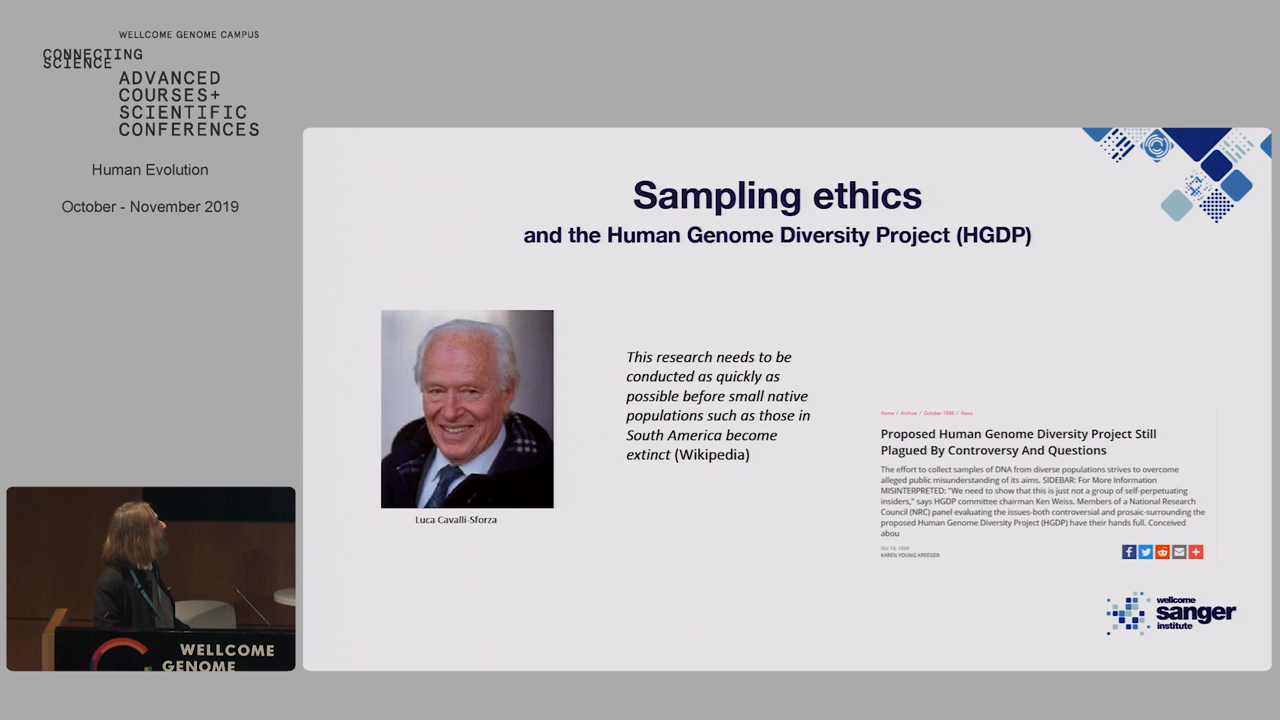 WELLCOME GENOME CAMPUS
CONNECTING
SCIENCE
ADVANCED
COURSES+
SCIENTIFIC
CONFERENCES
Human Evolution
October - November 2019
Sampling ethics
and the Human Genome Diversity Project (HGDP)
This research needs to be
conducted as quickly as
possible before small native
populations such as those in
South America become
extinct (Wikipedia)
Luca Cavalli-Sforza
Home / Archive / October 1996 / News
Proposed Human Genome Diversity Project Still
Plagued By Controversy And Questions
The effort to collect samples of DNA from diverse populations strives to overcome
alleged public misunderstanding of its aims. SIDEBAR: For More Information
MISINTERPRETED: "We need to show that this is just not a group of self-perpetuating
insiders," says HGDP committee chairman Ken Weiss. Members of a National Research
Council (NRC) panel evaluating the issues-both controversial and prosaic-surrounding the
proposed Human Genome Diversity Project (HGDP) have their hands full. Conceived
abou
KAREN YOUNG KREEGER
wellcome
sanger
institute
WELLCOME
GENOME